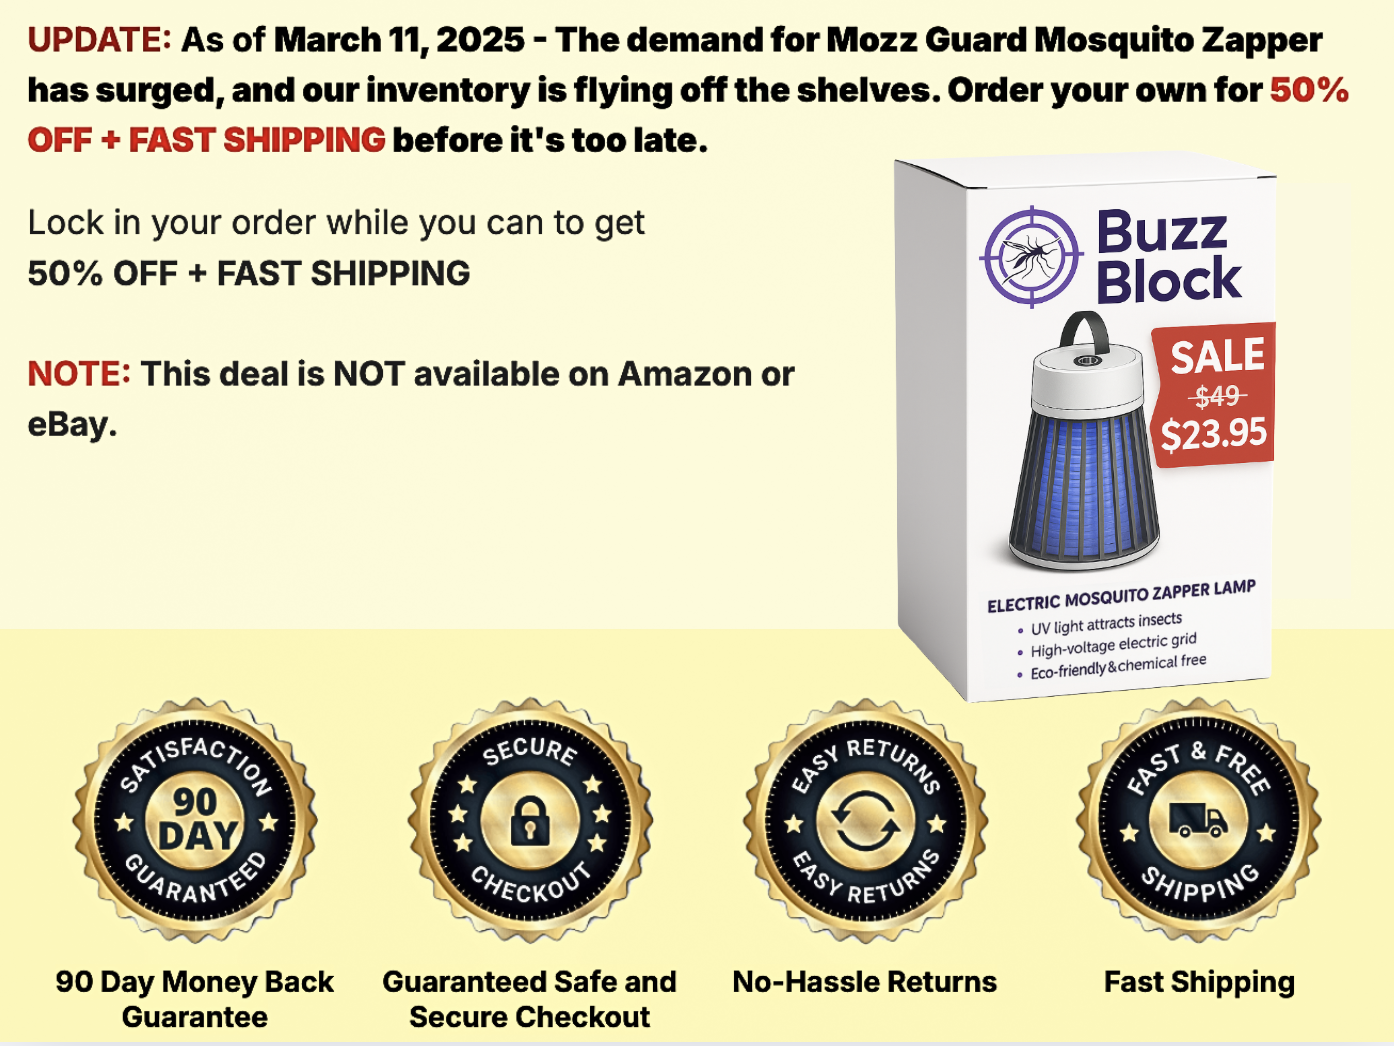 UPDATE: As of March 11, 2025 - The demand for Mozz Guard Mosquito Zapper
has surged, and our inventory is flying off the shelves. Order your own for 50%
OFF + FAST SHIPPING before it's too late.
Lock in your order while you can to get
50% OFF + FAST SHIPPING
NOTE: This deal is NOT available on Amazon or
eBay.
Buzz
Block
SALE
$49
$23.95
ELECTRIC MOSQUITO ZAPPER LAMP
• UV light attracts insects
• High-voltage electric grid
• Eco-friendly & chemical free
SATISFACTION
90
DAY
GUARANTEED
SECURE
CHECKOUT
EASY RETURNS
EASY RETURNS
FAST & FREE
SHIPPING
90 Day Money Back
Guarantee
Guaranteed Safe and
Secure Checkout
No-Hassle Returns
Fast Shipping